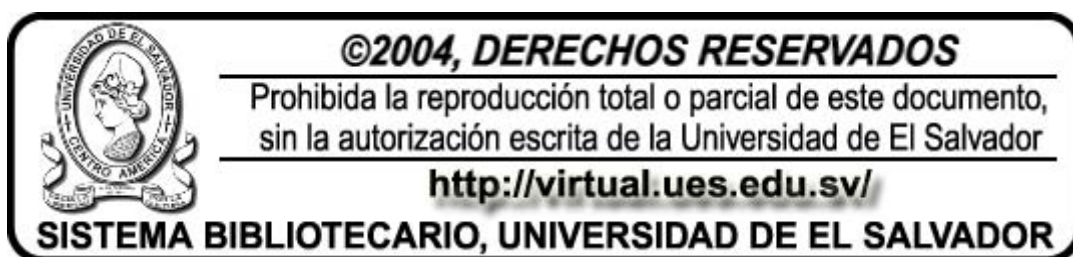 UNIVERSIDAD DE EL SALVADOR
CENTRO AMERICA
©2004, DERECHOS RESERVADOS
Prohibida la reproducción total o parcial de este documento,
sin la autorización escrita de la Universidad de El Salvador
http://virtual.ues.edu.sv/
SISTEMA BIBLIOTECARIO, UNIVERSIDAD DE EL SALVADOR